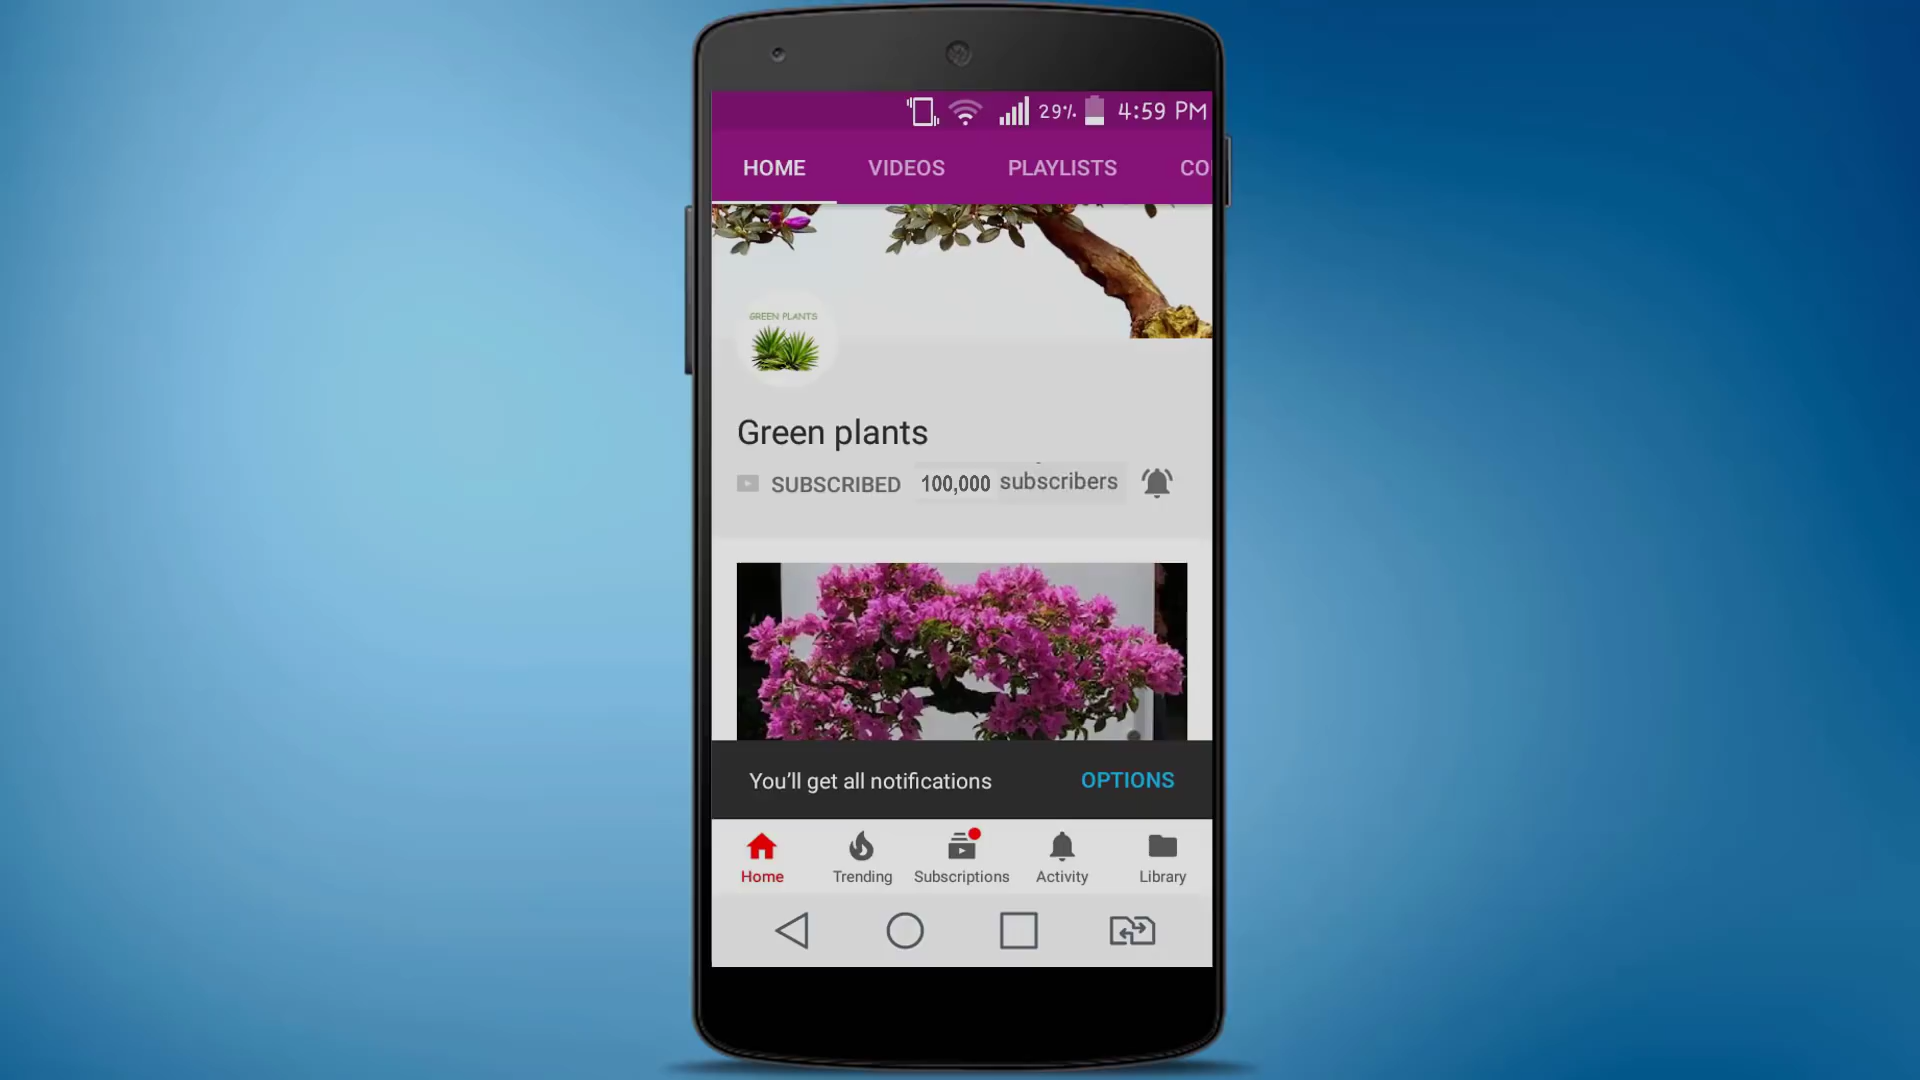 29% 4:59 PM
HOME VIDEOS PLAYLISTS CO
GREEN PLANTS
Green plants
SUBSCRIBED 100,000 subscribers
You’ll get all notifications OPTIONS
Home Trending Subscriptions Activity Library